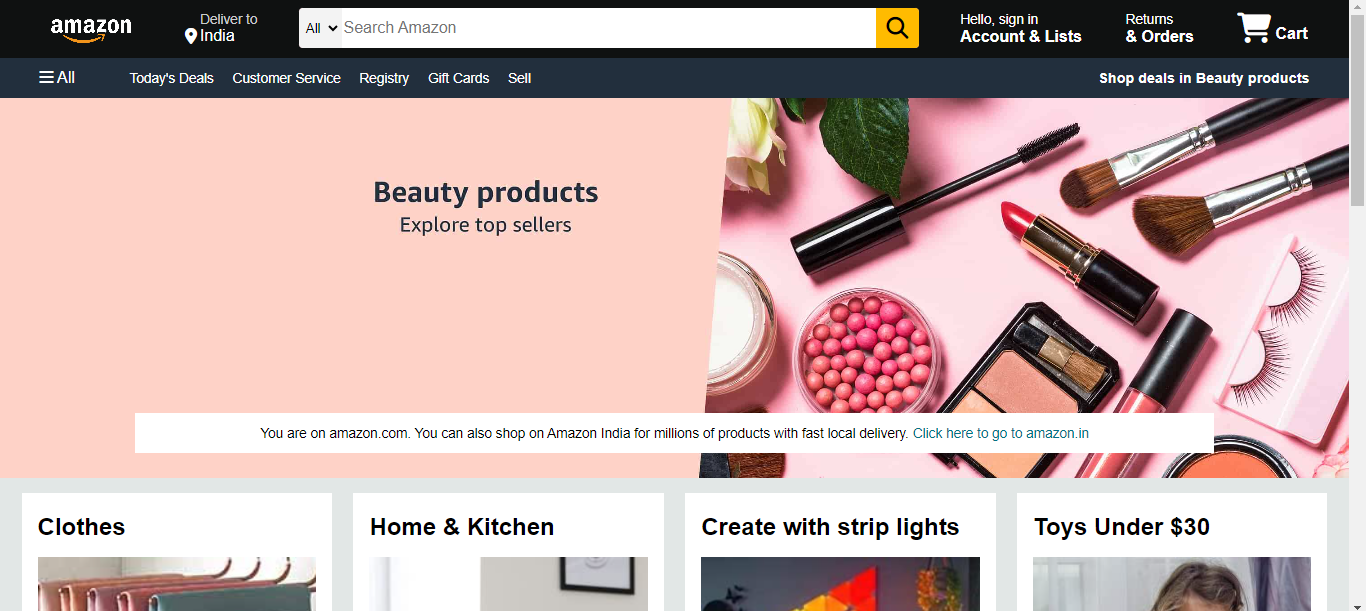 amazon
Deliver to
India
All
Search Amazon
Hello, sign in
Account & Lists
Returns
& Orders
Cart
All
Today's Deals
Customer Service
Registry
Gift Cards
Sell
Shop deals in Beauty products
Beauty products
Explore top sellers
You are on amazon.com. You can also shop on Amazon India for millions of products with fast local delivery. Click here to go to amazon.in
Clothes
Home & Kitchen
Create with strip lights
Toys Under $30